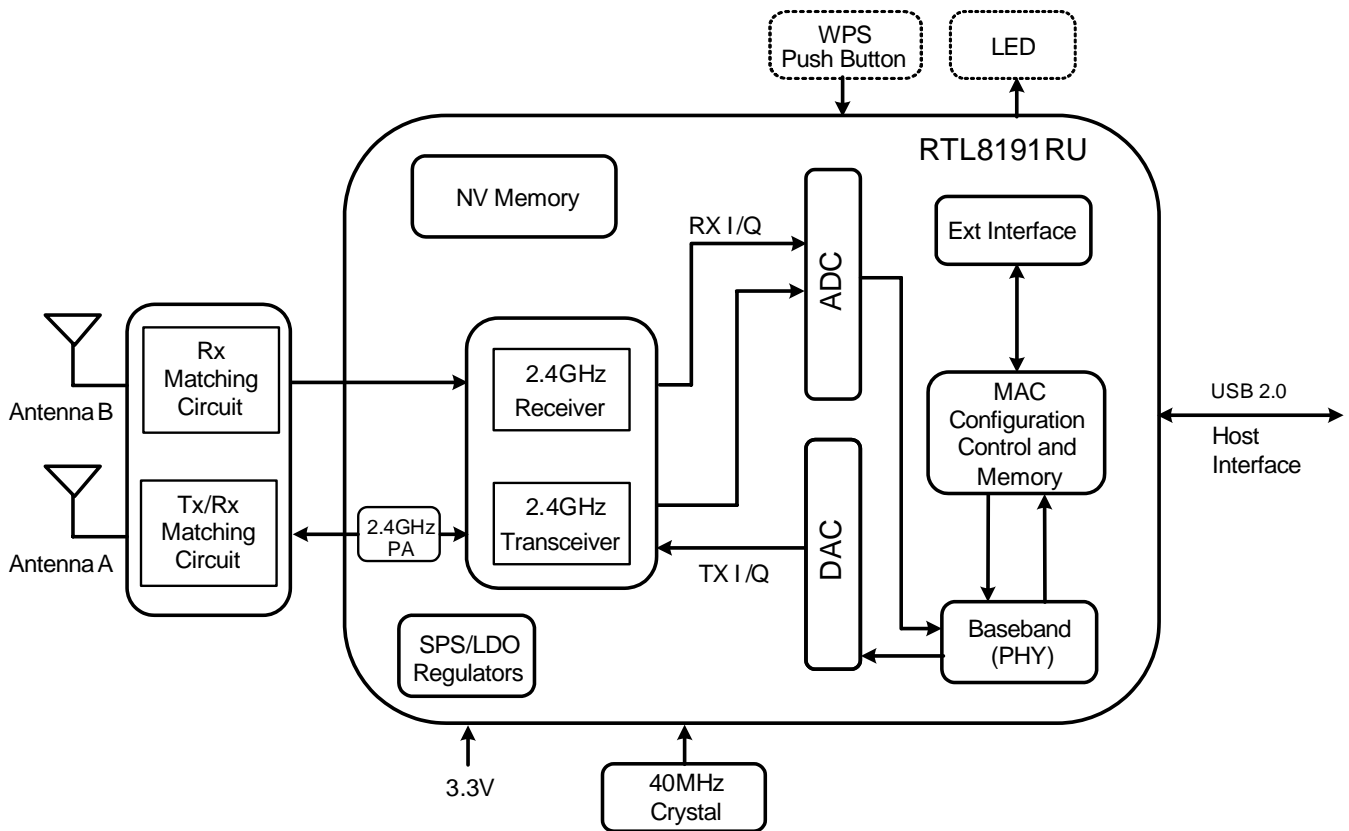 WPS
Push Button
LED
RTL8191RU
NV Memory
RX I/Q
ADC
Ext Interface
Rx
Matching
Circuit
Antenna B
2.4GHz
Receiver
MAC
Configuration
Control and
Memory
USB 2.0
Host
Interface
Tx/Rx
Matching
Circuit
Antenna A
2.4GHz
PA
2.4GHz
Transceiver
TX I/Q
DAC
SPS/LDO
Regulators
Baseband
(PHY)
3.3V
40MHz
Crystal